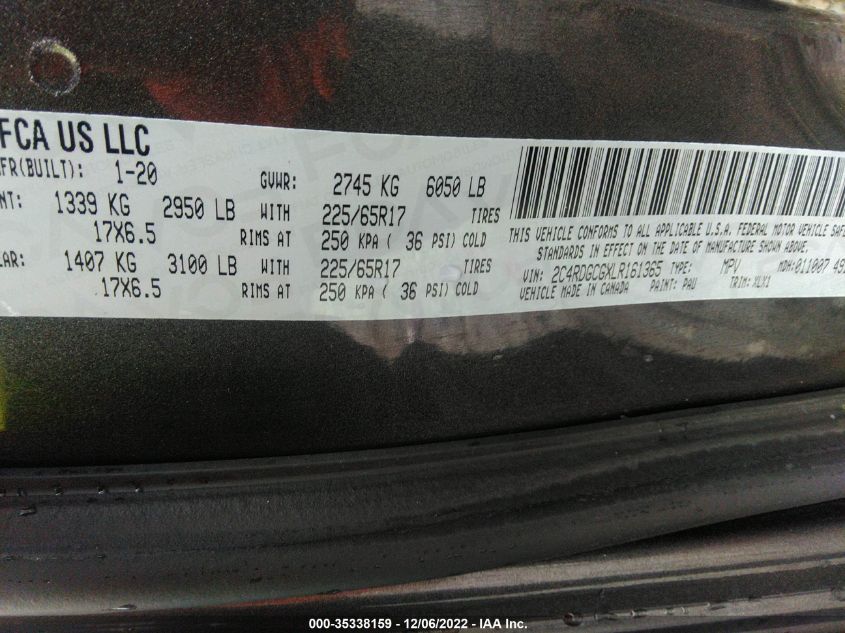 FCA US LLC
FR(BUILT): 1-20 GVWR: 2745 KG 6050 LB
NT: 1339 KG 2950 LB WITH 225/65R17 TIRES
17X6.5 RIMS AT 250 KPA ( 36 PSI) COLD
EAR: 1407 KG 3100 LB WITH 225/65R17 TIRES
17X6.5 RIMS AT 250 KPA ( 36 PSI) COLD
THIS VEHICLE CONFORMS TO ALL APPLICABLE U.S.A. FEDERAL MOTOR VEHICLE SAFE
STANDARDS IN EFFECT ON THE DATE OF MANUFACTURE SHOWN ABOVE.
VIN: 2C4RDGCGXLR161365 TYPE: MPV MDH:011007 49
VEHICLE MADE IN CANADA PAINT: PAU TRIM: XLX1
000-35338159 - 12/06/2022 - IAA Inc.